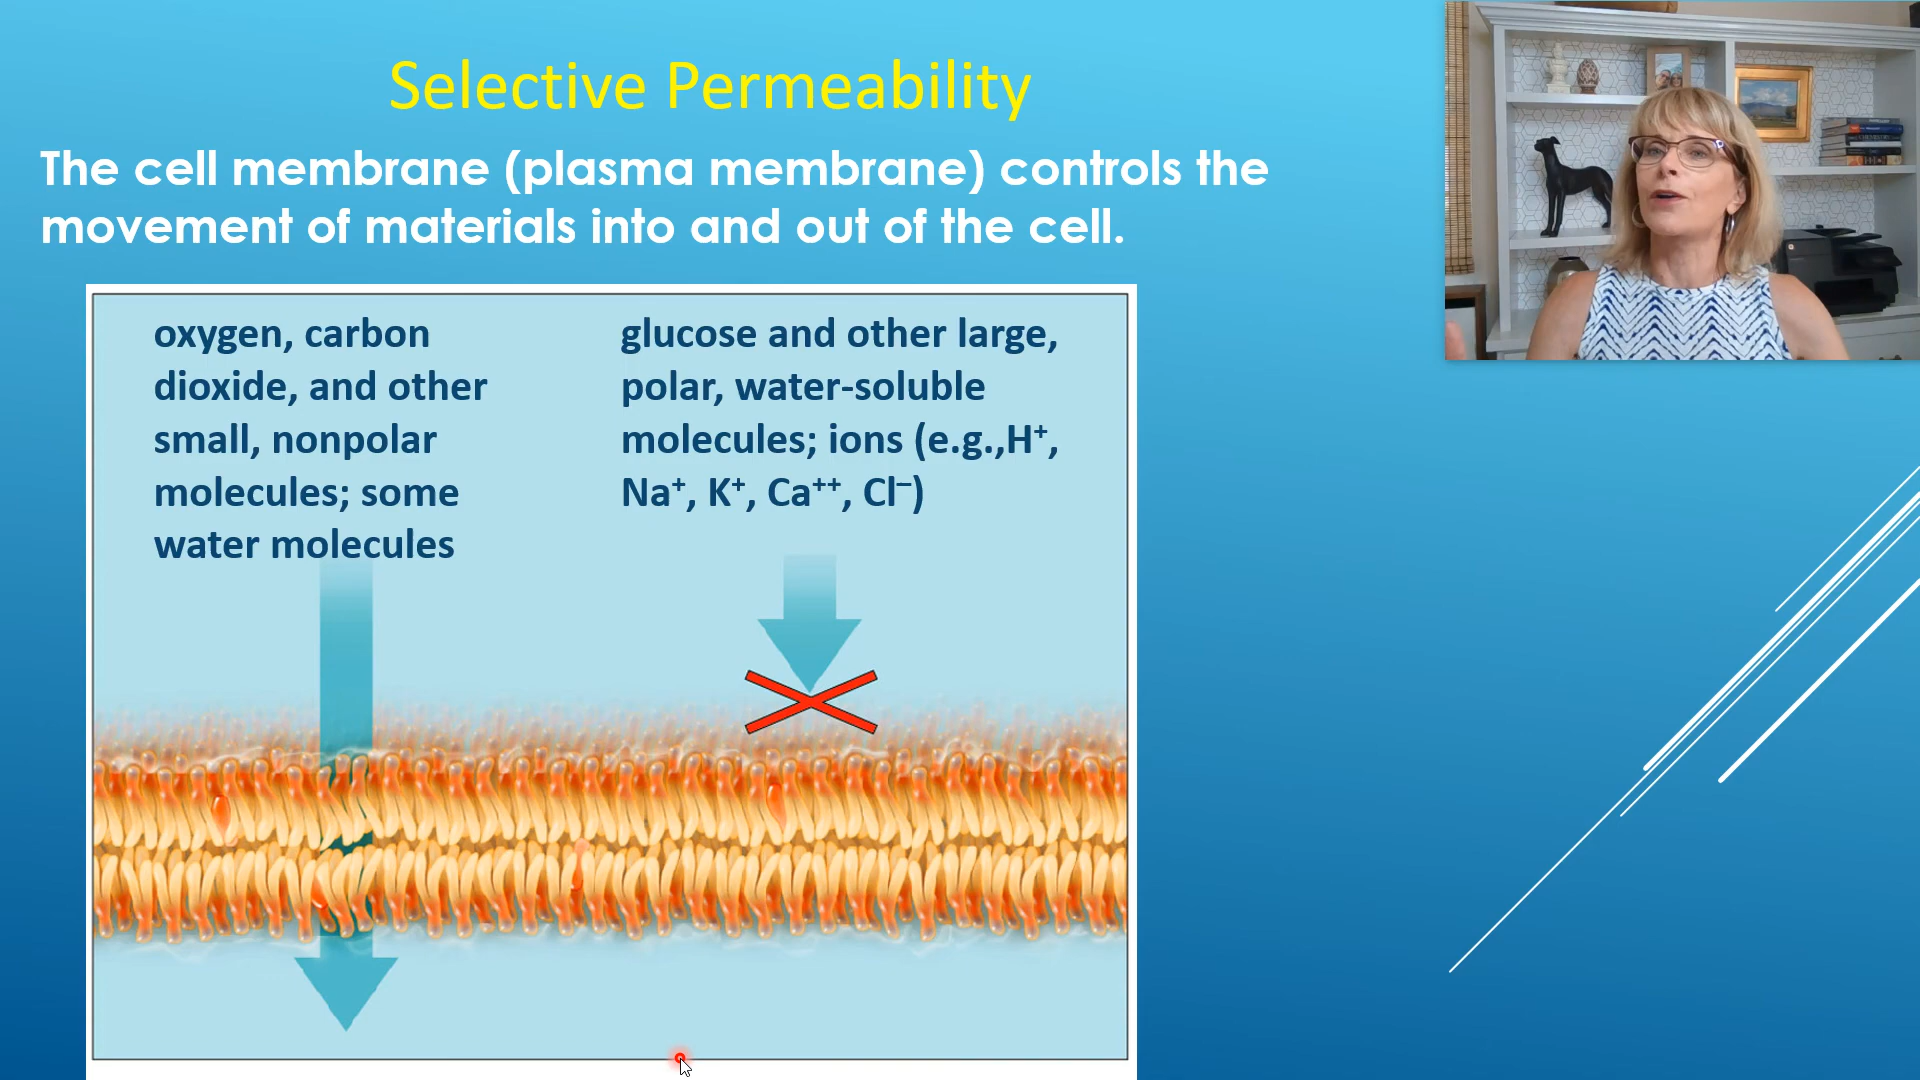 Selective Permeability
The cell membrane (plasma membrane) controls the
movement of materials into and out of the cell.
oxygen, carbon
dioxide, and other
small, nonpolar
molecules; some
water molecules
glucose and other large,
polar, water-soluble
molecules; ions (e.g.,H⁺,
Na⁺, K⁺, Ca⁺⁺, Cl⁻)